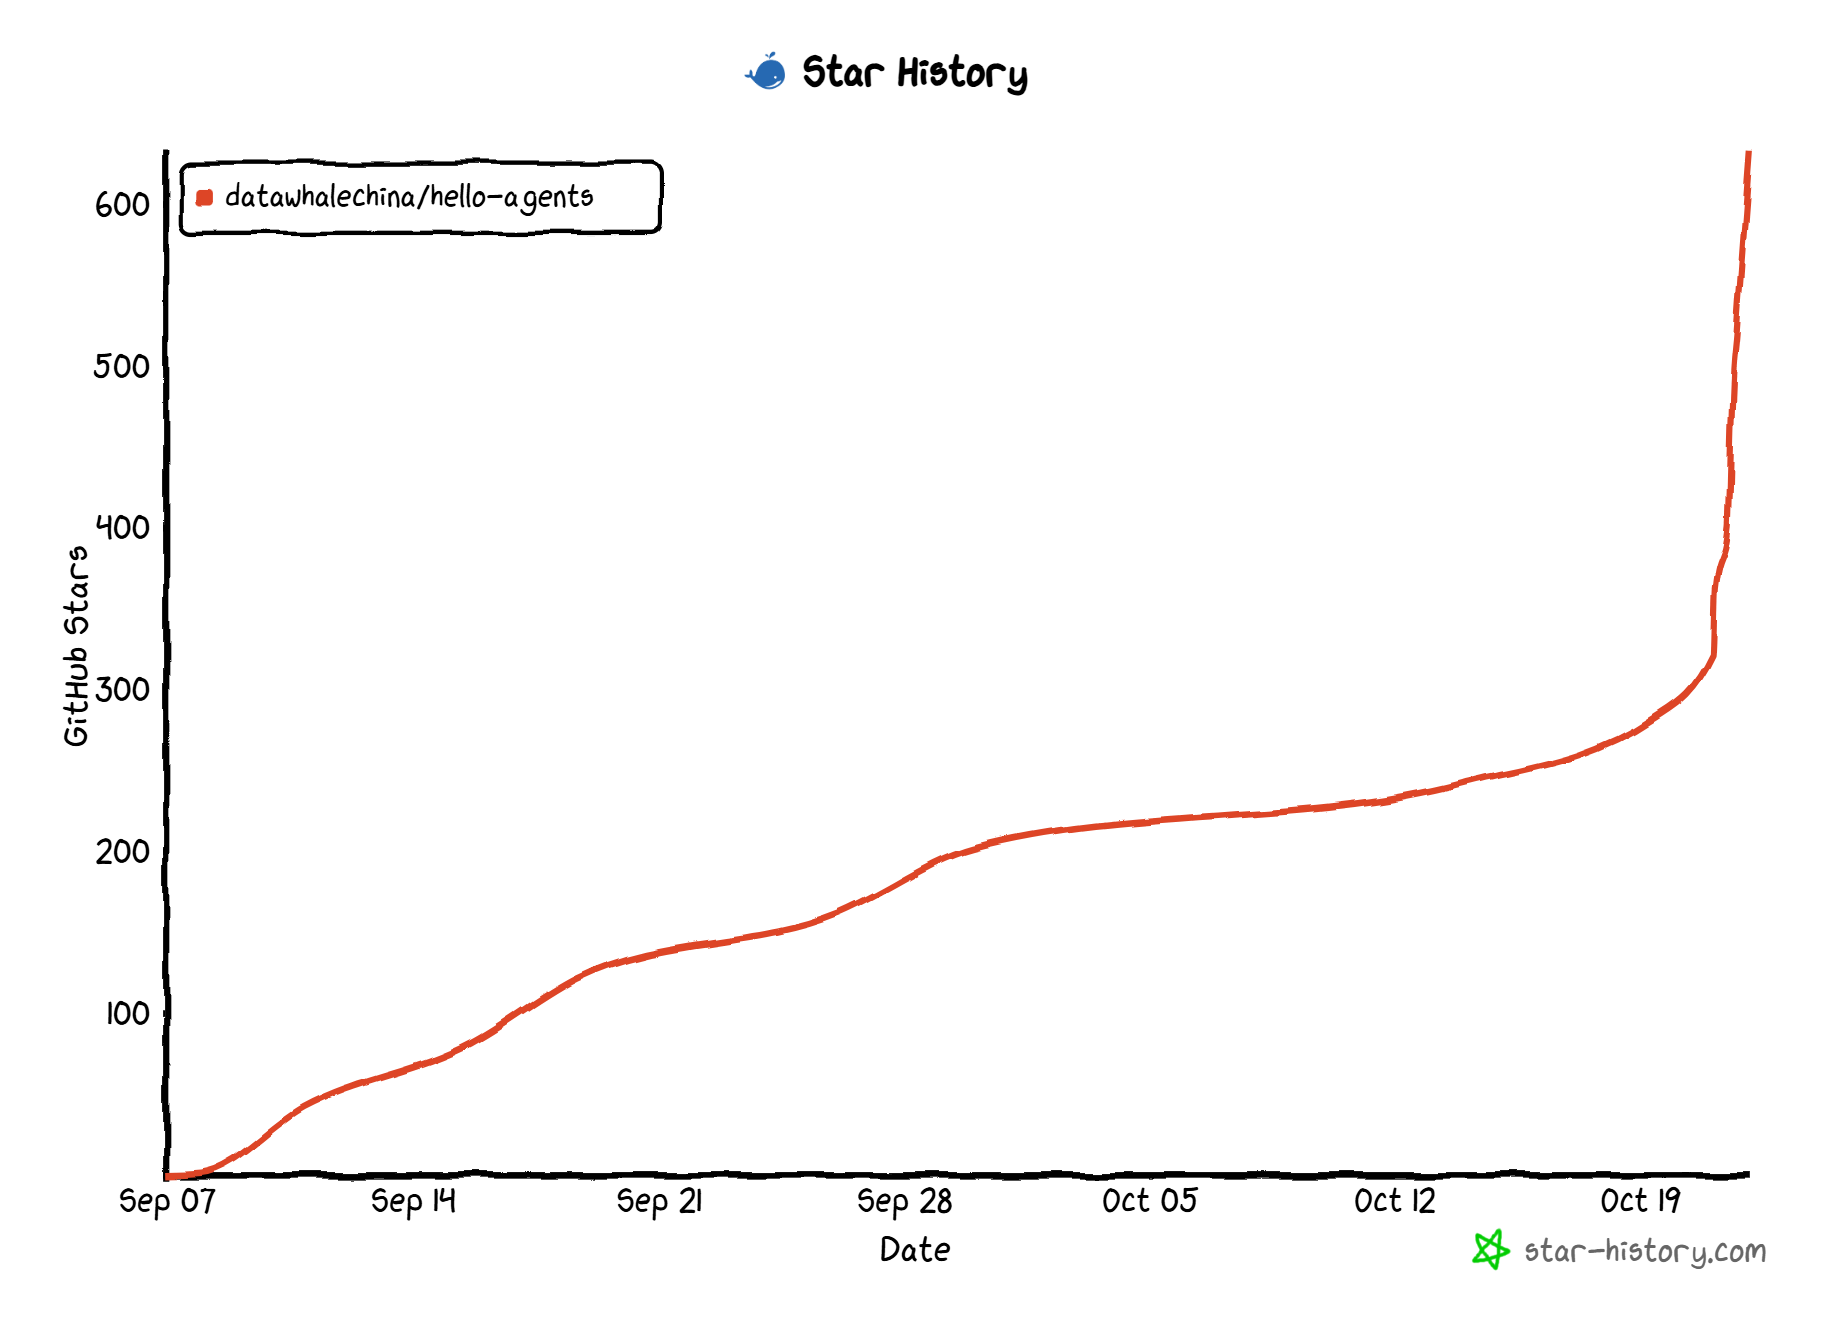 Star History
datawhalechina/hello-agents
600
500
400
300
200
100
GitHub Stars
Sep 07
Sep 14
Sep 21
Sep 28
Oct 05
Oct 12
Oct 19
Date
star-history.com